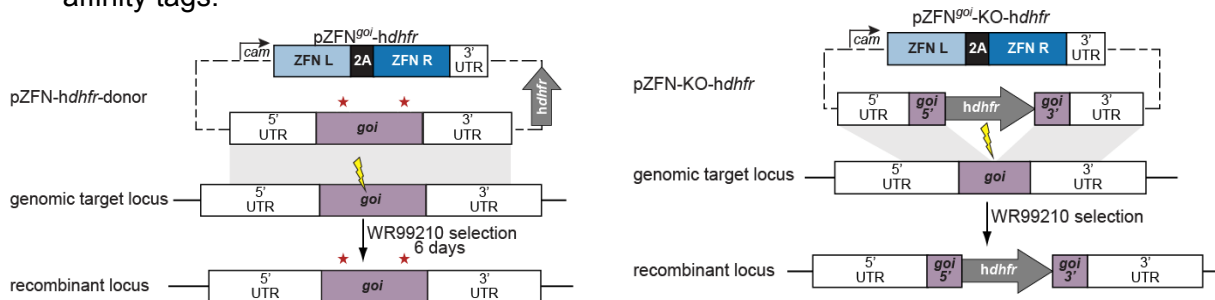 affinity tags.
pZFNgoi-hdhfr
cam
ZFN L
2A
ZFN R
3'
UTR
hdhfr
pZFN-hdhfr-donor
5'
UTR
goi
3'
UTR
genomic target locus
5'
UTR
goi
3'
UTR
WR99210 selection
6 days
recombinant locus
5'
UTR
goi
3'
UTR
pZFNgoi-KO-hdhfr
cam
ZFN L
2A
ZFN R
3'
UTR
pZFN-KO-hdhfr
5'
UTR
goi
5'
hdhfr
goi
3'
3'
UTR
genomic target locus
5'
UTR
goi
3'
UTR
WR99210 selection
recombinant locus
5'
UTR
goi
5'
hdhfr
goi
3'
3'
UTR